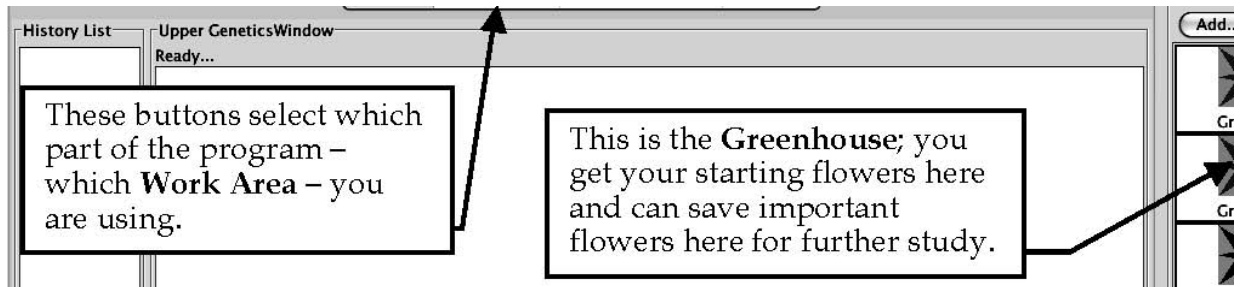 History List
Upper GeneticsWindow
Add..
Ready...
These buttons select which
part of the program –
which Work Area – you
are using.
This is the Greenhouse; you
get your starting flowers here
and can save important
flowers here for further study.
Gr
Gr